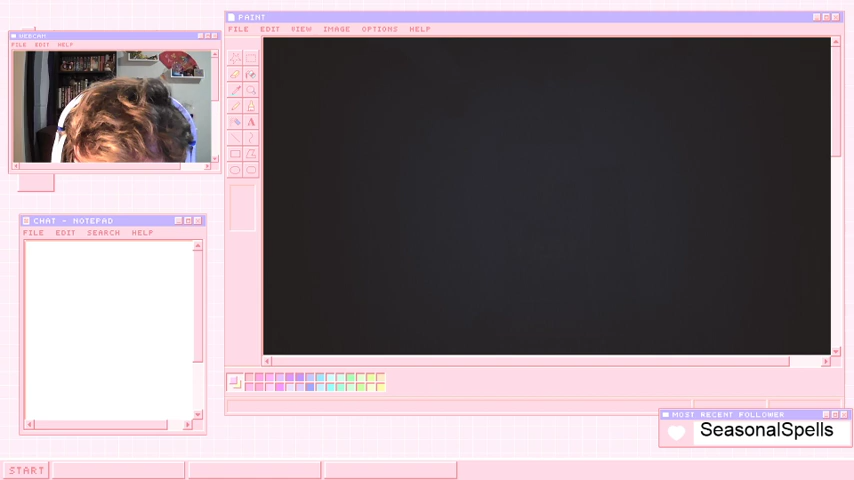 PAINT
FILE EDIT VIEW IMAGE OPTIONS HELP
WEBCAM
FILE EDIT HELP
CHAT - NOTEPAD
FILE EDIT SEARCH HELP
A
MOST RECENT FOLLOWER
SeasonalSpells
START